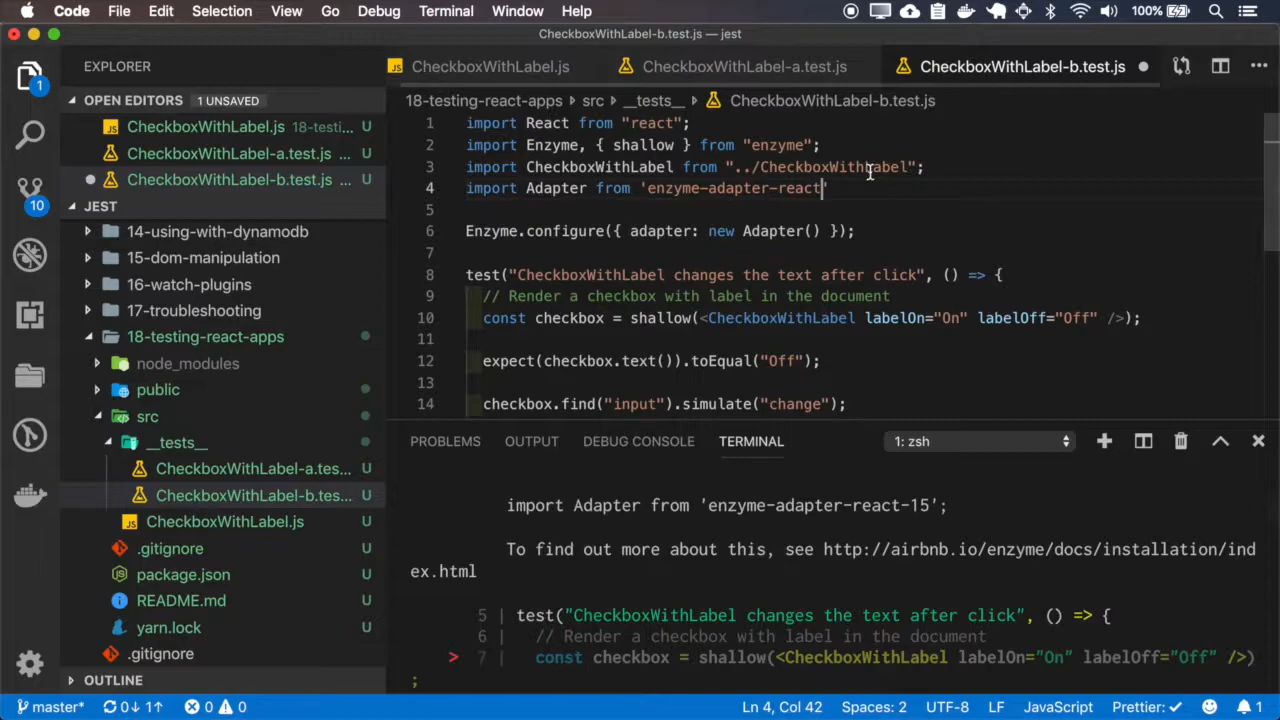 Code File Edit Selection View Go Debug Terminal Window Help 100%
CheckboxWithLabel-b.test.js — jest
EXPLORER
CheckboxWithLabel.js CheckboxWithLabel-a.test.js CheckboxWithLabel-b.test.js
1
OPEN EDITORS 1 UNSAVED
CheckboxWithLabel.js 18-testi... U
CheckboxWithLabel-a.test.js ... U
CheckboxWithLabel-b.test.js ... U
10
JEST
14-using-with-dynamodb
15-dom-manipulation
16-watch-plugins
17-troubleshooting
18-testing-react-apps
node_modules
public
src
__tests__
CheckboxWithLabel-a.tes... U
CheckboxWithLabel-b.tes... U
CheckboxWithLabel.js U
.gitignore U
package.json U
README.md U
yarn.lock U
.gitignore
OUTLINE
18-testing-react-apps src __tests__ CheckboxWithLabel-b.test.js
1 import React from "react";
2 import Enzyme, { shallow } from "enzyme";
3 import CheckboxWithLabel from "../CheckboxWithLabel";
4 import Adapter from 'enzyme-adapter-react'
5
6 Enzyme.configure({ adapter: new Adapter() });
7
8 test("CheckboxWithLabel changes the text after click", () => {
9 // Render a checkbox with label in the document
10 const checkbox = shallow(<CheckboxWithLabel labelOn="On" labelOff="Off" />);
11
12 expect(checkbox.text()).toEqual("Off");
13
14 checkbox.find("input").simulate("change");
PROBLEMS OUTPUT DEBUG CONSOLE TERMINAL 1: zsh
import Adapter from 'enzyme-adapter-react-15';
To find out more about this, see http://airbnb.io/enzyme/docs/installation/ind
ex.html
5 | test("CheckboxWithLabel changes the text after click", () => {
6 | // Render a checkbox with label in the document
> 7 | const checkbox = shallow(<CheckboxWithLabel labelOn="On" labelOff="Off" />)
;
master* 0↓ 1↑ 0 0 Ln 4, Col 42 Spaces: 2 UTF-8 LF JavaScript Prettier: ✓ 1